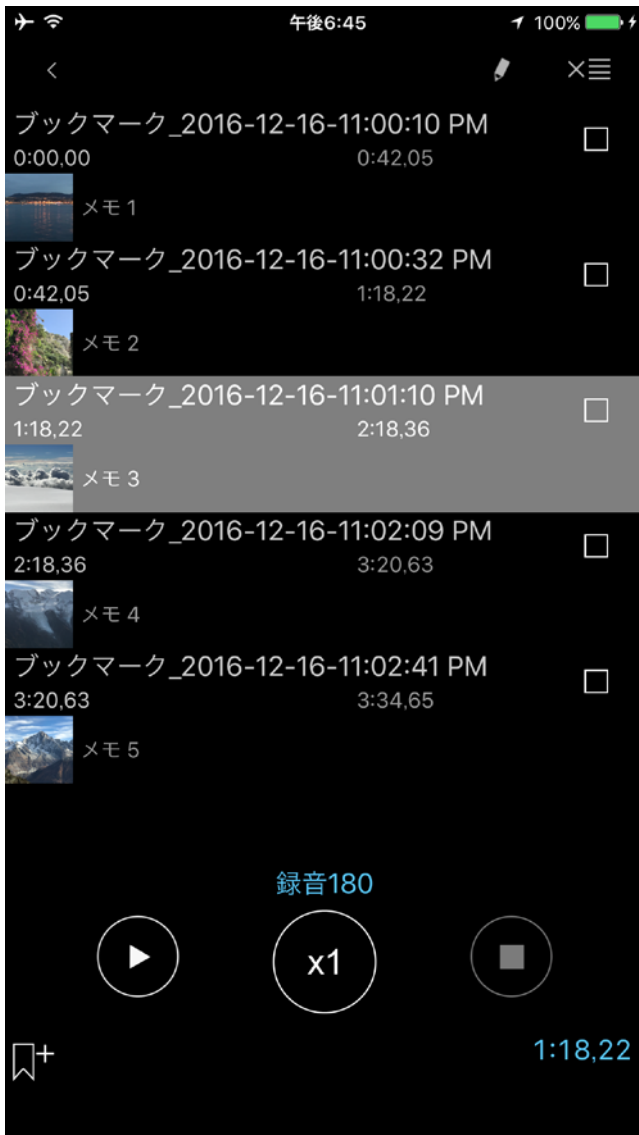 午後6:45
100%
ブックマーク_2016-12-16-11:00:10 PM
0:00,00 0:42,05
メモ 1
ブックマーク_2016-12-16-11:00:32 PM
0:42,05 1:18,22
メモ 2
ブックマーク_2016-12-16-11:01:10 PM
1:18,22 2:18,36
メモ 3
ブックマーク_2016-12-16-11:02:09 PM
2:18,36 3:20,63
メモ 4
ブックマーク_2016-12-16-11:02:41 PM
3:20,63 3:34,65
メモ 5
録音180
x1
1:18,22